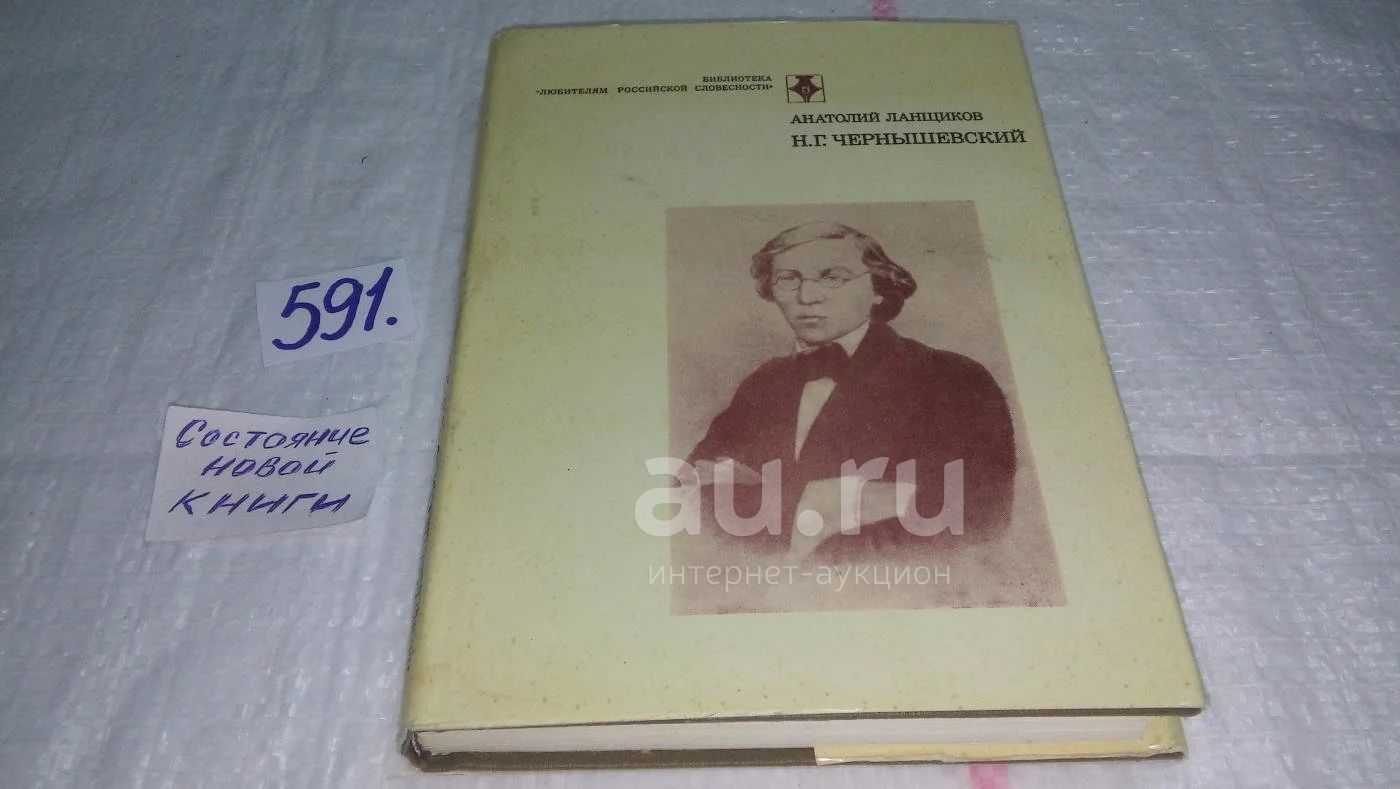 БИБЛИОТЕКА
"ЛЮБИТЕЛЯМ РОССИЙСКОЙ СЛОВЕСНОСТИ"
АНАТОЛИЙ ЛАНЩИКОВ
Н.Г. ЧЕРНЫШЕВСКИЙ
591.
Состояние
новой
книги
au.ru
интернет-аукцион